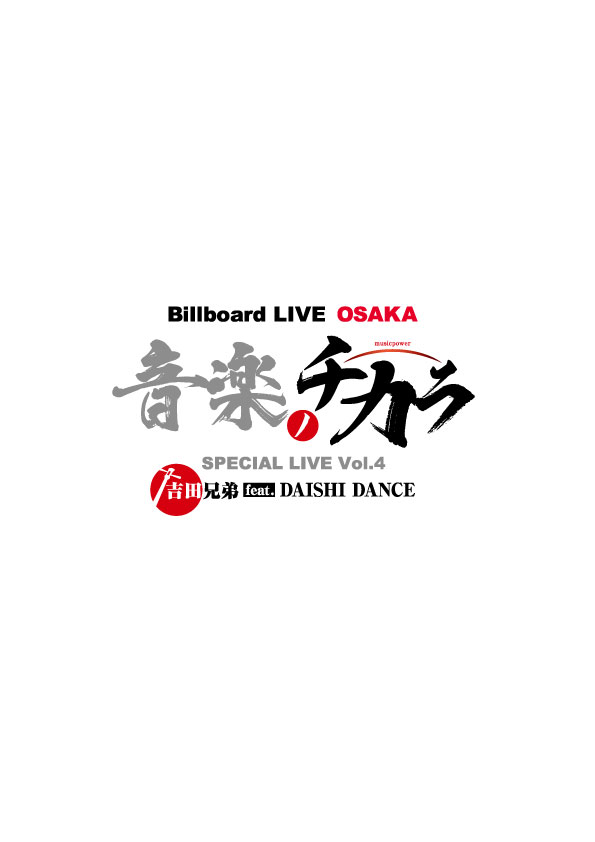 Billboard LIVE OSAKA
musicpower
音楽ノチカラ
SPECIAL LIVE Vol.4
吉田兄弟 feat. DAISHI DANCE